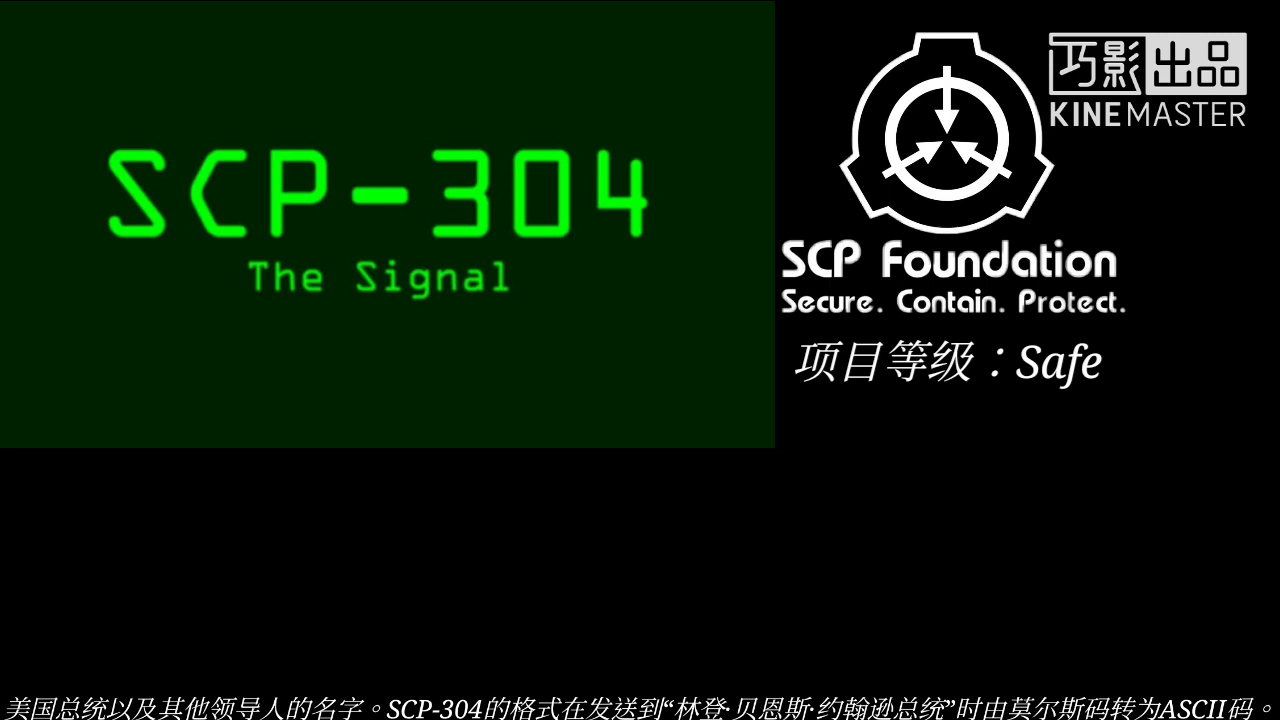 SCP-304
The Signal
巧影出品
KINEMASTER
SCP Foundation
Secure. Contain. Protect.
项目等级：Safe
美国总统以及其他领导人的名字。SCP-304的格式在发送到“林登·贝恩斯·约翰逊总统”时由莫尔斯码转为ASCII码。